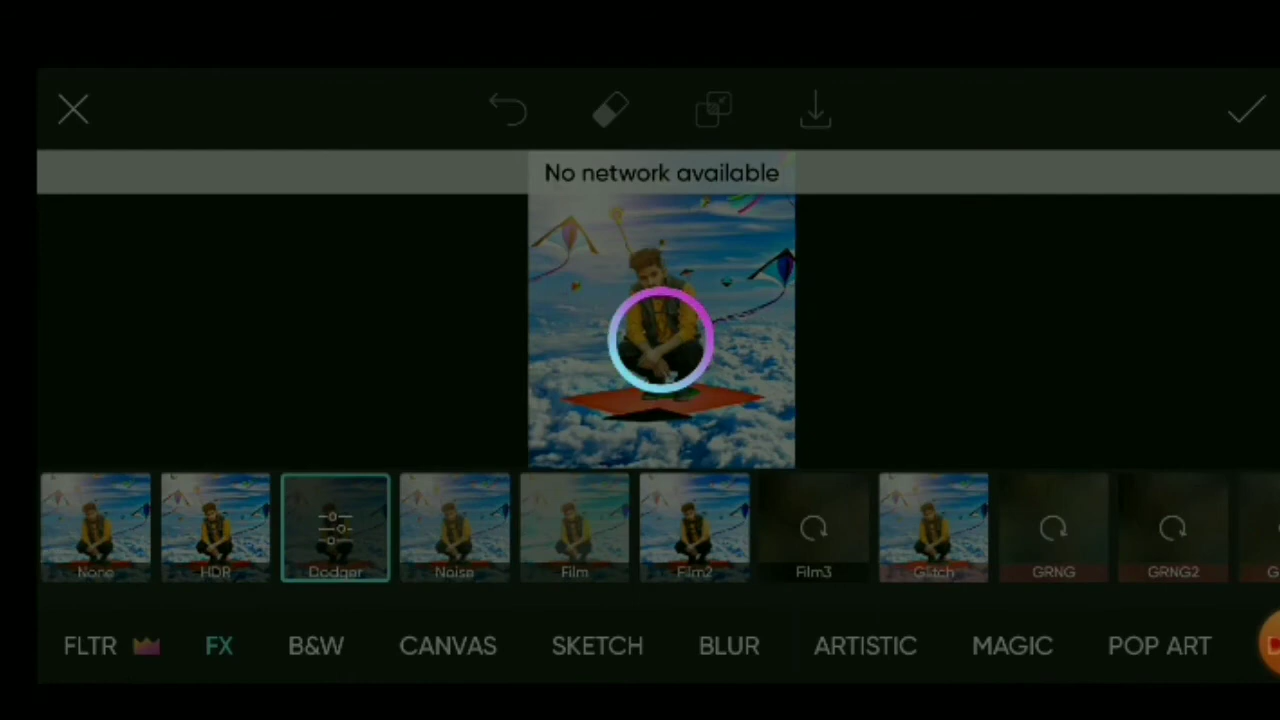 No network available
None HDR Dodger Noise Film Film2 Film3 Glitch GRNG GRNG2 G
FLTR FX B&W CANVAS SKETCH BLUR ARTISTIC MAGIC POP ART D